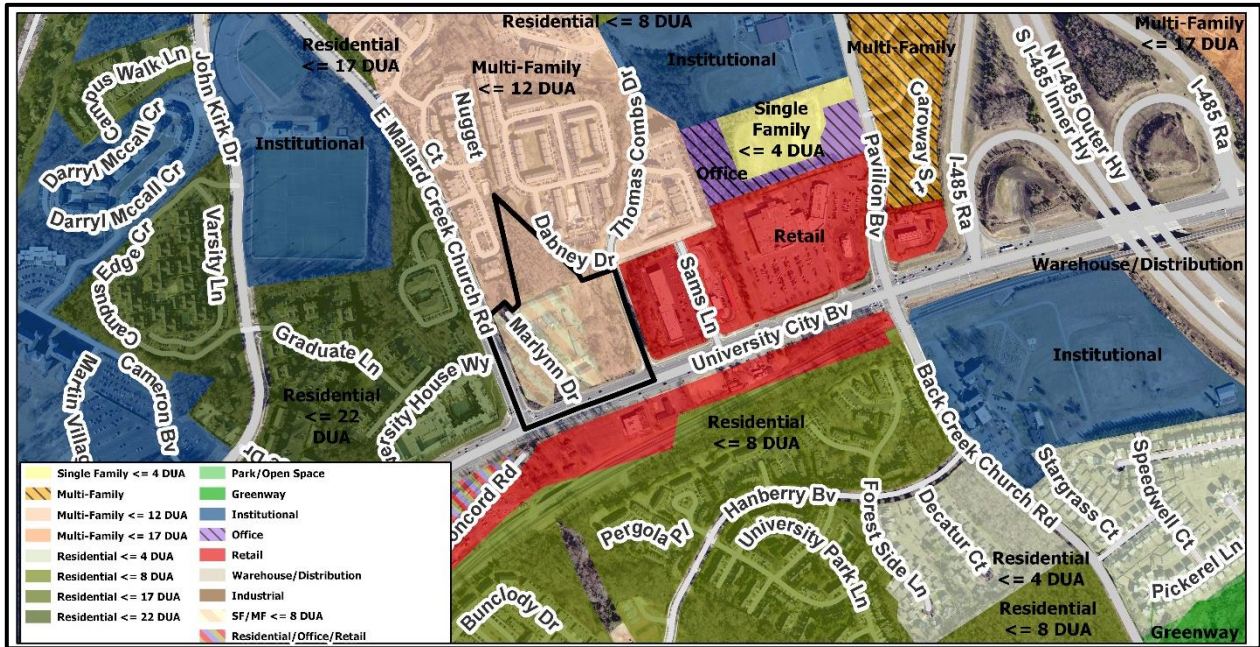 Residential <= 8 DUA
Multi-Family
<= 17 DUA
Residential
<= 17 DUA
Multi-Family
<= 12 DUA
Institutional
Multi-Family
Campus Walk Ln
John Kirk Dr
E Mallard Creek Church Rd
Nugget
Ct
Thomas Combs Dr
Single
Family
<= 4 DUA
Caroway St
S I-485 Inner Hy
N I-485 Outer Hy
I-485 Ra
Darryl Mccall Cr
Institutional
Office
Pavilion Bv
I-485 Ra
Darryl Mccall Cr
Varsity Ln
Dabney Dr
Retail
Warehouse/Distribution
Campus Edge Cr
Sams Ln
University City Bv
Graduate Ln
Marlynn Dr
Institutional
Martin Villag
Cameron Bv
Residential
<= 22
DUA
ersity House Wy
Back Creek Church Rd
Residential
<= 8 DUA
Dr
oncord Rd
Hanberry Bv
Forest Side Ln
Decatur Ct
Stargrass Ct
Speedwell Ct
Pergola Pl
University Park Ln
Residential
<= 4 DUA
Pickerel Ln
Bunclody Dr
Residential
<= 8 DUA
Greenway
Single Family <= 4 DUA
Multi-Family
Multi-Family <= 12 DUA
Multi-Family <= 17 DUA
Residential <= 4 DUA
Residential <= 8 DUA
Residential <= 17 DUA
Residential <= 22 DUA
Park/Open Space
Greenway
Institutional
Office
Retail
Warehouse/Distribution
Industrial
SF/MF <= 8 DUA
Residential/Office/Retail